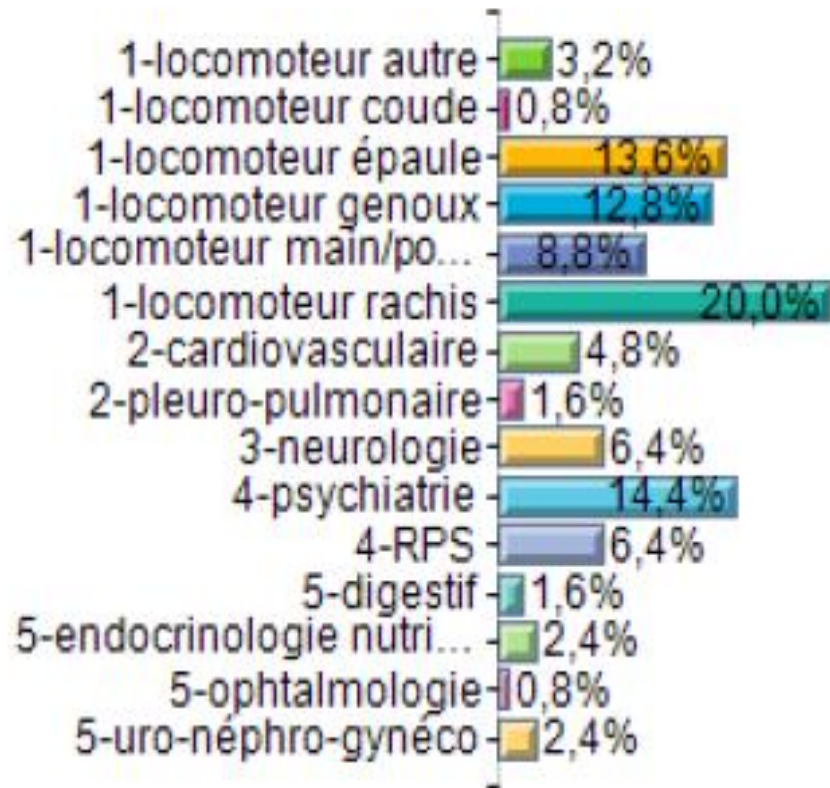 1-locomoteur autre 3,2%
1-locomoteur coude 0,8%
1-locomoteur épaule 13,6%
1-locomoteur genoux 12,8%
1-locomoteur main/po... 8,8%
1-locomoteur rachis 20,0%
2-cardiovasculaire 4,8%
2-pleuro-pulmonaire 1,6%
3-neurologie 6,4%
4-psychiatrie 14,4%
4-RPS 6,4%
5-digestif 1,6%
5-endocrinologie nutri... 2,4%
5-ophtalmologie 0,8%
5-uro-néphro-gynéco 2,4%